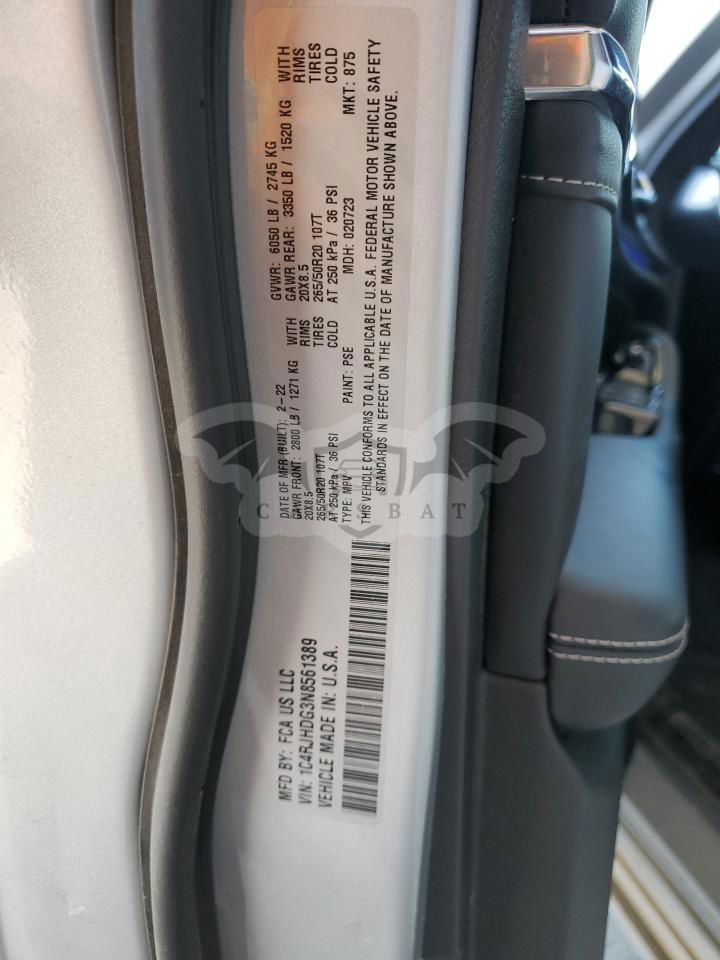 MFD BY: FCA US LLC
DATE OF MFR (BUILT): 2-22
GVWR: 6050 LB / 2745 KG
VIN: 1C4RJHDG3N8561389
GAWR FRONT: 2800 LB / 1271 KG WITH
GAWR REAR: 3350 LB / 1520 KG WITH
VEHICLE MADE IN: U.S.A.
20X8.5 RIMS
20X8.5 RIMS
265/50R20 107T TIRES
265/50R20 107T TIRES
AT 250 kPa / 36 PSI COLD
AT 250 kPa / 36 PSI COLD
TYPE: MPV PAINT: PSE MDH: 020723 MKT: 875
THIS VEHICLE CONFORMS TO ALL APPLICABLE U.S.A. FEDERAL MOTOR VEHICLE SAFETY
STANDARDS IN EFFECT ON THE DATE OF MANUFACTURE SHOWN ABOVE.